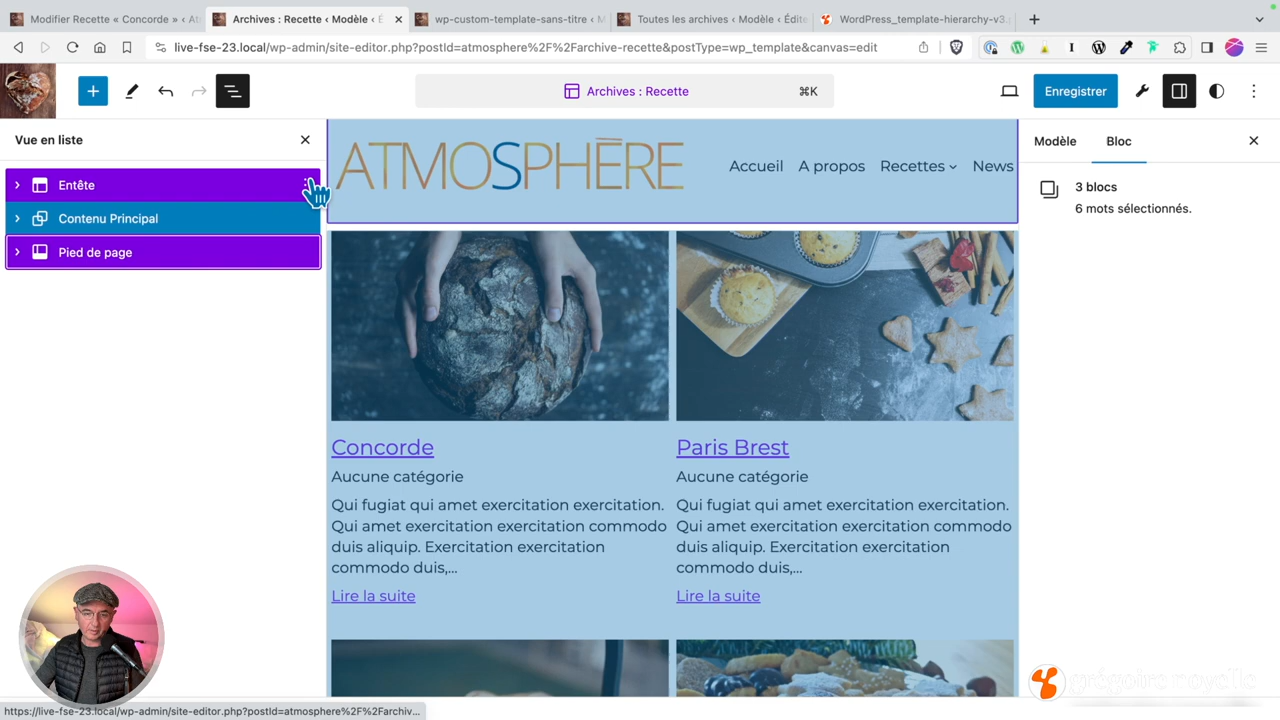 Modifier Recette « Concorde » ‹ At
Archives : Recette ‹ Modèle ‹ É
wp-custom-template-sans-titre ‹ M
Toutes les archives ‹ Modèle ‹ Édite
WordPress_template-hierarchy-v3.
live-fse-23.local/wp-admin/site-editor.php?postId=atmosphere%2F%2Farchive-recette&postType=wp_template&canvas=edit
Archives : Recette
⌘K
Enregistrer
Vue en liste
Entête
Contenu Principal
Pied de page
ATMOSPHÈRE
Accueil
A propos
Recettes
News
Modèle
Bloc
3 blocs
6 mots sélectionnés.
Concorde
Paris Brest
Aucune catégorie
Aucune catégorie
Qui fugiat qui amet exercitation exercitation.
Qui amet exercitation exercitation commodo
duis aliquip. Exercitation exercitation
commodo duis,...
Qui fugiat qui amet exercitation exercitation.
Qui amet exercitation exercitation commodo
duis aliquip. Exercitation exercitation
commodo duis,...
Lire la suite
Lire la suite
https://live-fse-23.local/wp-admin/site-editor.php?postId=atmosphere%2F%2Farchiv...